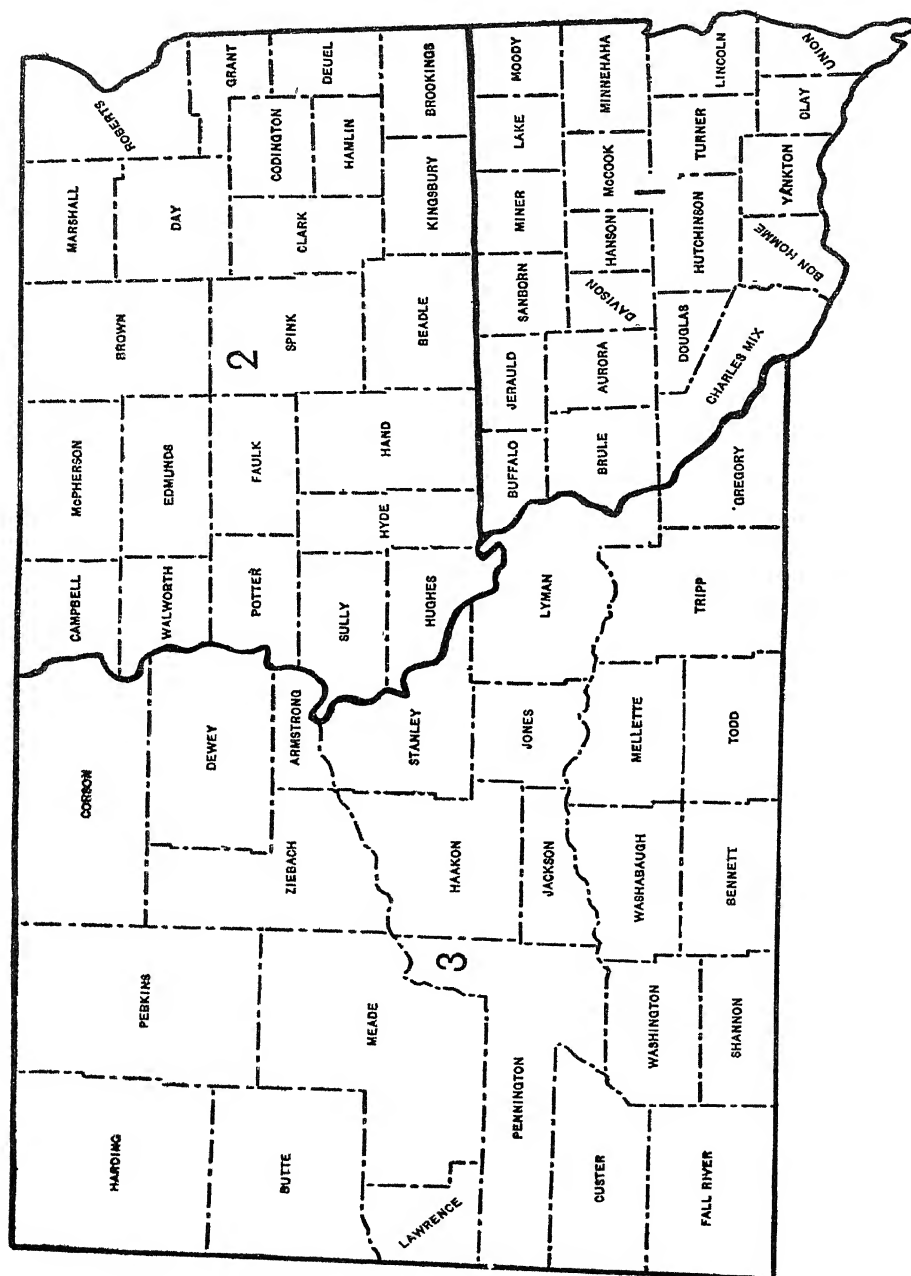 HARDING
PERKINS
CORSON
CAMPBELL
McPHERSON
BROWN
MARSHALL
ROBERTS
WALWORTH
EDMUNDS
DAY
DEWEY
BUTTE
ZIEBACH
ARMSTRONG
POTTER
FAULK
2
SPINK
CLARK
CODINGTON
GRANT
HAMLIN
DEUEL
MEADE
SULLY
HYDE
HAND
BEADLE
KINGSBURY
BROOKINGS
LAWRENCE
3
HAAKON
STANLEY
HUGHES
BUFFALO
JERAULD
SANBORN
MINER
LAKE
MOODY
PENNINGTON
JACKSON
JONES
LYMAN
BRULE
AURORA
DAVISON
HANSON
McCOOK
MINNEHAHA
CUSTER
WASHINGTON
WASHABAUGH
MELLETTE
TRIPP
GREGORY
CHARLES MIX
DOUGLAS
HUTCHINSON
TURNER
LINCOLN
FALL RIVER
SHANNON
BENNETT
TODD
BON HOMME
YANKTON
CLAY
UNION